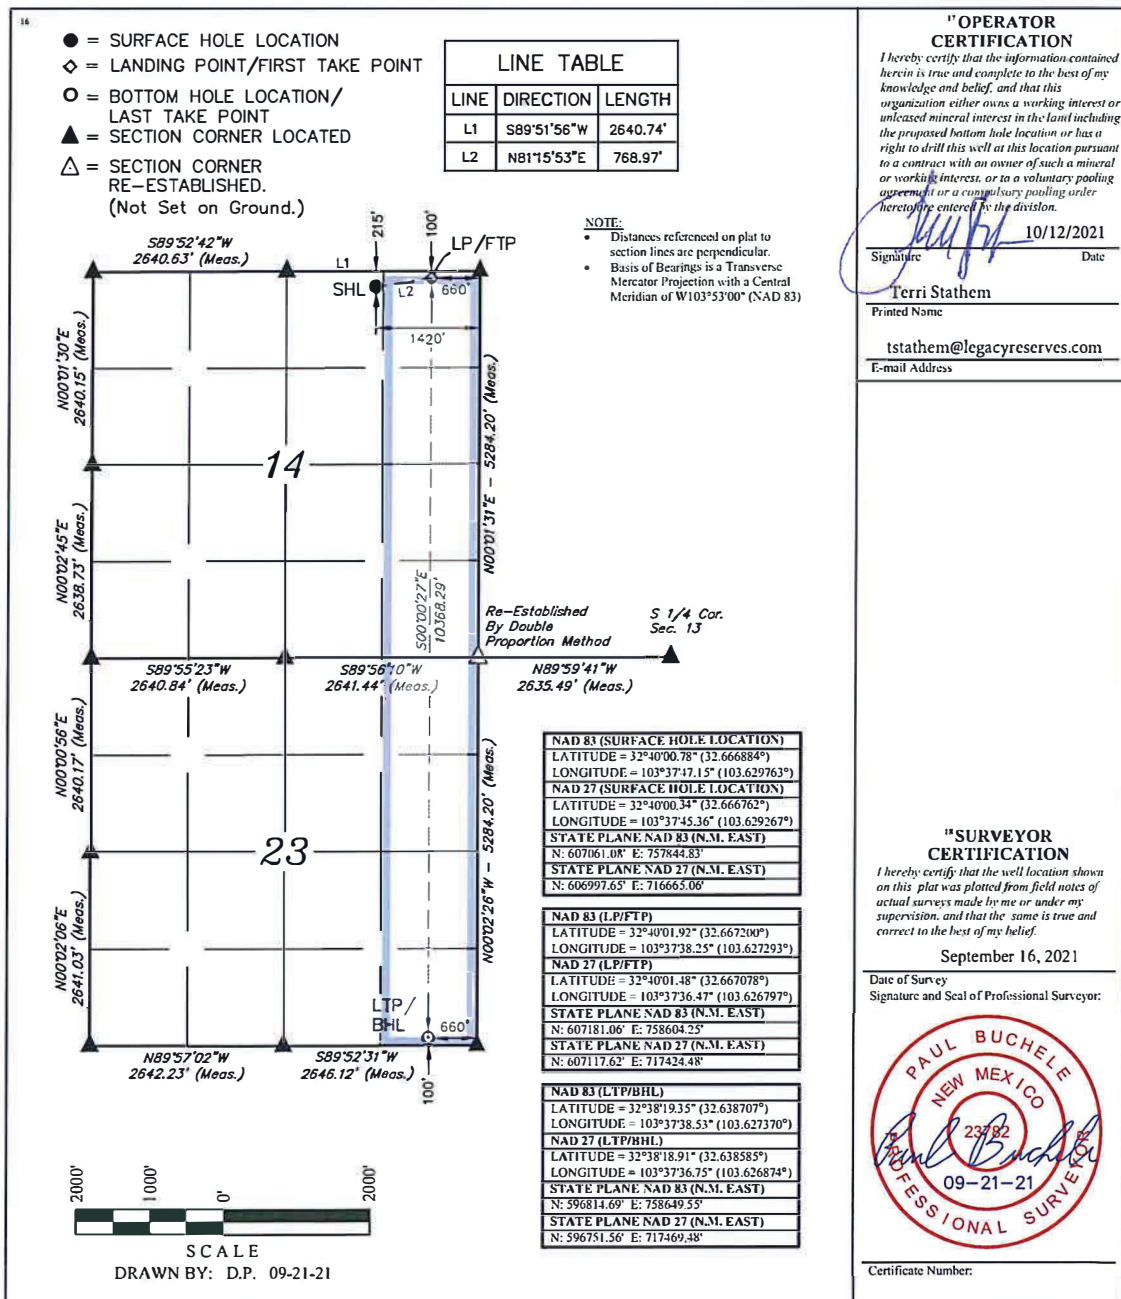 16
● = SURFACE HOLE LOCATION
◇ = LANDING POINT/FIRST TAKE POINT
O = BOTTOM HOLE LOCATION/
LAST TAKE POINT
▲ = SECTION CORNER LOCATED
△ = SECTION CORNER
RE-ESTABLISHED.
(Not Set on Ground.)
LINE TABLE
LINE DIRECTION LENGTH
L1 S89°51'56"W 2640.74'
L2 N81°15'53"E 768.97'
NOTE:
• Distances referenced on plat to
section lines are perpendicular.
• Basis of Bearings is a Transverse
Mercator Projection with a Central
Meridian of W103°53'00" (NAD 83)
S89°52'42"W
2640.63' (Meas.)
L1
215'
100'
LP/FTP
SHL
L2
660'
1420'
N00°01'30"E
2640.15' (Meas.)
14
N00°01'31"E - 5284.20' (Meas.)
N00°02'45"E
2638.73' (Meas.)
S00°00'27"E
10368.29'
Re-Established
By Double
Proportion Method
S 1/4 Cor.
Sec. 13
S89°55'23"W
2640.84' (Meas.)
S89°56'10"W
2641.44' (Meas.)
N89°59'41"W
2635.49' (Meas.)
N00°00'56"E
2640.17' (Meas.)
23
N00°02'26"W - 5284.20' (Meas.)
N00°02'06"E
2641.03' (Meas.)
LTP/
BHL
660'
N89°57'02"W
2642.23' (Meas.)
S89°52'31"W
2646.12' (Meas.)
100'
NAD 83 (SURFACE HOLE LOCATION)
LATITUDE = 32°40'00.78" (32.666884°)
LONGITUDE = 103°37'47.15" (103.629763°)
NAD 27 (SURFACE HOLE LOCATION)
LATITUDE = 32°40'00.34" (32.666762°)
LONGITUDE = 103°37'45.36" (103.629267°)
STATE PLANE NAD 83 (N.M. EAST)
N: 607061.08' E: 757844.83'
STATE PLANE NAD 27 (N.M. EAST)
N: 606997.65' E: 716665.06'
NAD 83 (LP/FTP)
LATITUDE = 32°40'01.92" (32.667200°)
LONGITUDE = 103°37'38.25" (103.627293°)
NAD 27 (LP/FTP)
LATITUDE = 32°40'01.48" (32.667078°)
LONGITUDE = 103°37'36.47" (103.626797°)
STATE PLANE NAD 83 (N.M. EAST)
N: 607181.06' E: 758604.25'
STATE PLANE NAD 27 (N.M. EAST)
N: 607117.62' E: 717424.48'
NAD 83 (LTP/BHL)
LATITUDE = 32°38'19.35" (32.638707°)
LONGITUDE = 103°37'38.53" (103.627370°)
NAD 27 (LTP/BHL)
LATITUDE = 32°38'18.91" (32.638585°)
LONGITUDE = 103°37'36.75" (103.626874°)
STATE PLANE NAD 83 (N.M. EAST)
N: 596814.69' E: 758649.55'
STATE PLANE NAD 27 (N.M. EAST)
N: 596751.56' E: 717469.48'
2000' 1000' 0' 2000'
SCALE
DRAWN BY: D.P. 09-21-21
17 OPERATOR
CERTIFICATION
I hereby certify that the information contained
herein is true and complete to the best of my
knowledge and belief, and that this
organization either owns a working interest or
unleased mineral interest in the land including
the proposed bottom hole location or has a
right to drill this well at this location pursuant
to a contract with an owner of such a mineral
or working interest, or to a voluntary pooling
agreement or a compulsory pooling order
heretofore entered by the division.
10/12/2021
Signature Date
Terri Stathem
Printed Name
tstathem@legacyreserves.com
E-mail Address
18 SURVEYOR
CERTIFICATION
I hereby certify that the well location shown
on this plat was plotted from field notes of
actual surveys made by me or under my
supervision, and that the same is true and
correct to the best of my belief.
September 16, 2021
Date of Survey
Signature and Seal of Professional Surveyor:
PAUL BUCHELE
NEW MEXICO
23782
Paul Buchele
09-21-21
PROFESSIONAL SURVEYOR
Certificate Number: